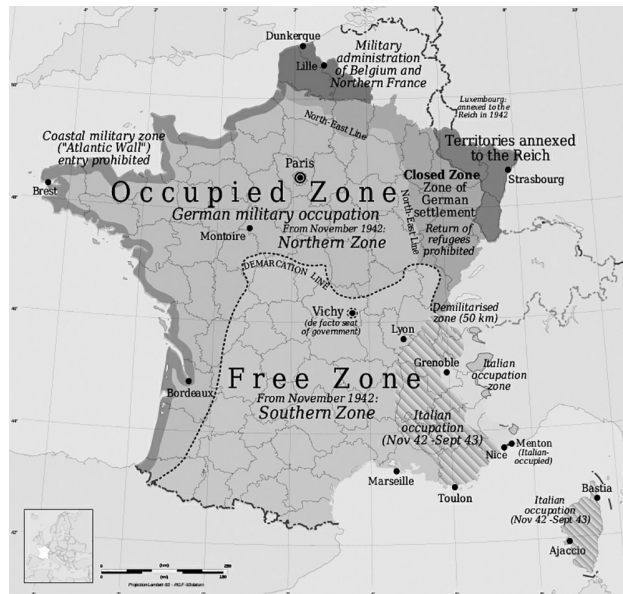 Dunkerque
Lille
Military
administration
of Belgium and
Northern France
Luxembourg:
annexed to the
Reich in 1942
Coastal military zone
("Atlantic Wall")
entry prohibited
North-East Line
Territories annexed
to the Reich
Paris
Closed Zone
Zone of
German
settlement
Return of
refugees
prohibited
Strasbourg
Brest
Occupied Zone
German military occupation
From November 1942:
Northern Zone
North-East Line
Montoire
DEMARCATION LINE
Vichy
(de facto seat
of government)
Demilitarised
zone (50 km)
Lyon
Grenoble
Italian
occupation
zone
Free Zone
From November 1942:
Southern Zone
Bordeaux
Italian
occupation
(Nov 42 -Sept 43)
Menton
(Italian-
occupied)
Nice
Marseille
Toulon
Bastia
Italian
occupation
(Nov 42 -Sept 43)
Ajaccio
(km)
(mi)